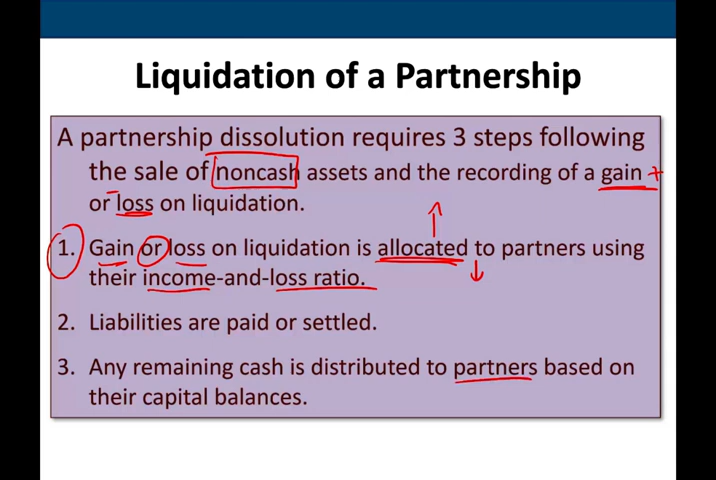 Liquidation of a Partnership
A partnership dissolution requires 3 steps following
the sale of noncash assets and the recording of a gain +
or loss on liquidation.
1. Gain or loss on liquidation is allocated to partners using
their income-and-loss ratio.
2. Liabilities are paid or settled.
3. Any remaining cash is distributed to partners based on
their capital balances.